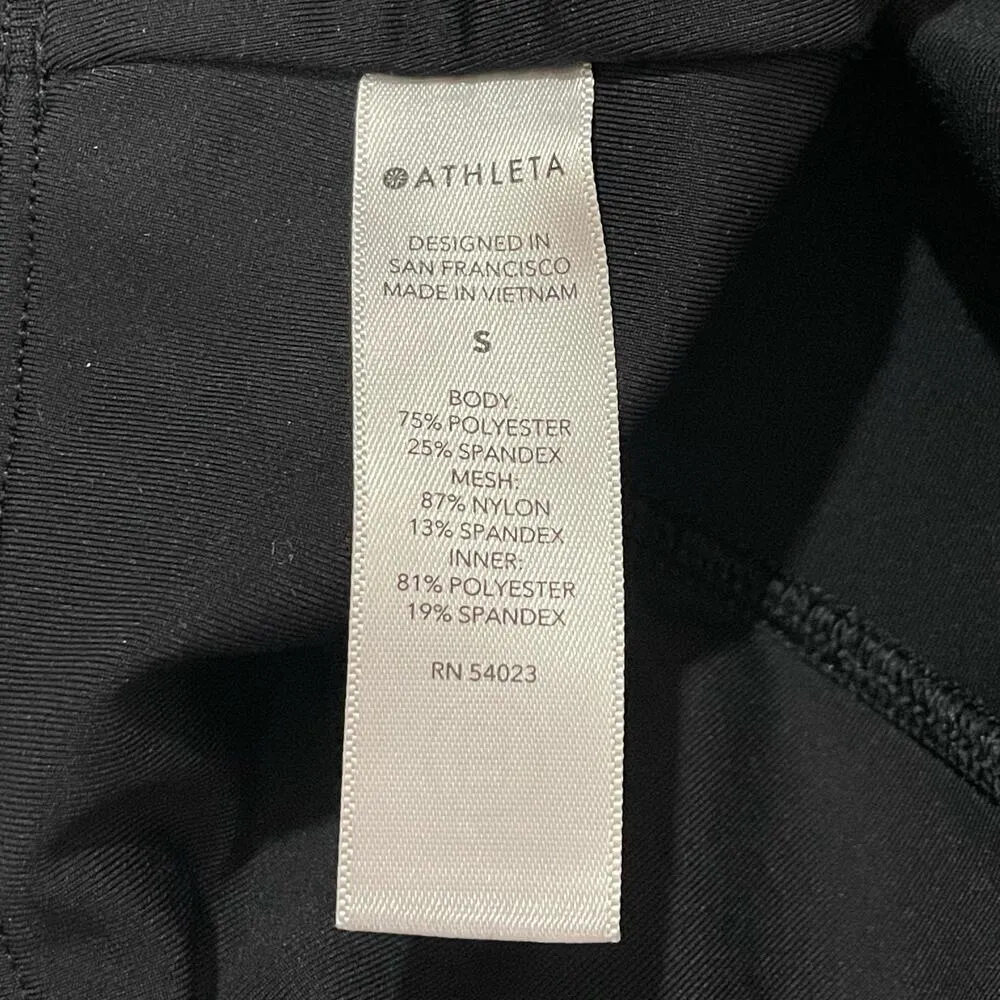 ATHLETA
DESIGNED IN
SAN FRANCISCO
MADE IN VIETNAM
S
BODY
75% POLYESTER
25% SPANDEX
MESH:
87% NYLON
13% SPANDEX
INNER:
81% POLYESTER
19% SPANDEX
RN 54023